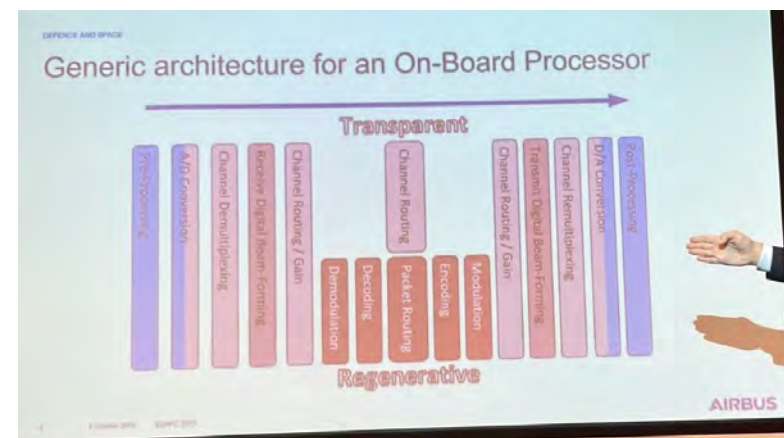 DEFENCE AND SPACE
Generic architecture for an On-Board Processor
Transparent
Pre-Processing
A/D Conversion
Channel Demultiplexing
Receive Digital Beam-Forming
Channel Routing / Gain
Demodulation
Decoding
Channel Routing
Packet Routing
Encoding
Modulation
Channel Routing / Gain
Transmit Digital Beam-Forming
Channel Remultiplexing
D/A Conversion
Post-Processing
Regenerative
AIRBUS